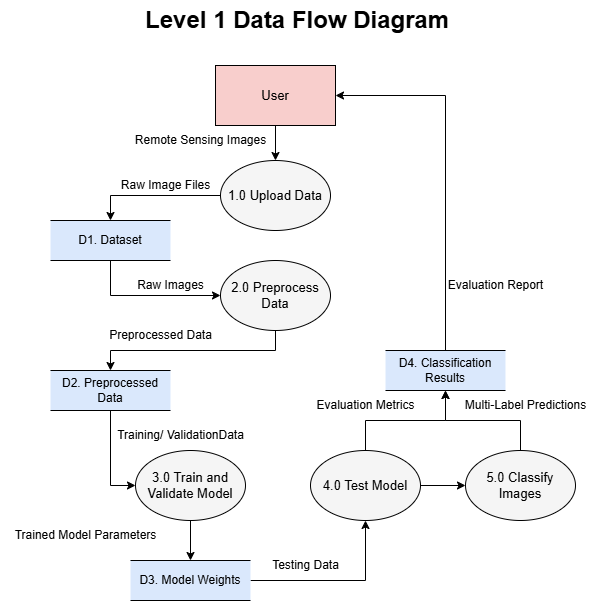 Level 1 Data Flow Diagram
User
Remote Sensing Images
Raw Image Files
1.0 Upload Data
D1. Dataset
Raw Images
2.0 Preprocess
Data
Evaluation Report
Preprocessed Data
D2. Preprocessed
Data
D4. Classification
Results
Evaluation Metrics
Multi-Label Predictions
Training/ ValidationData
3.0 Train and
Validate Model
4.0 Test Model
5.0 Classify
Images
Trained Model Parameters
D3. Model Weights
Testing Data